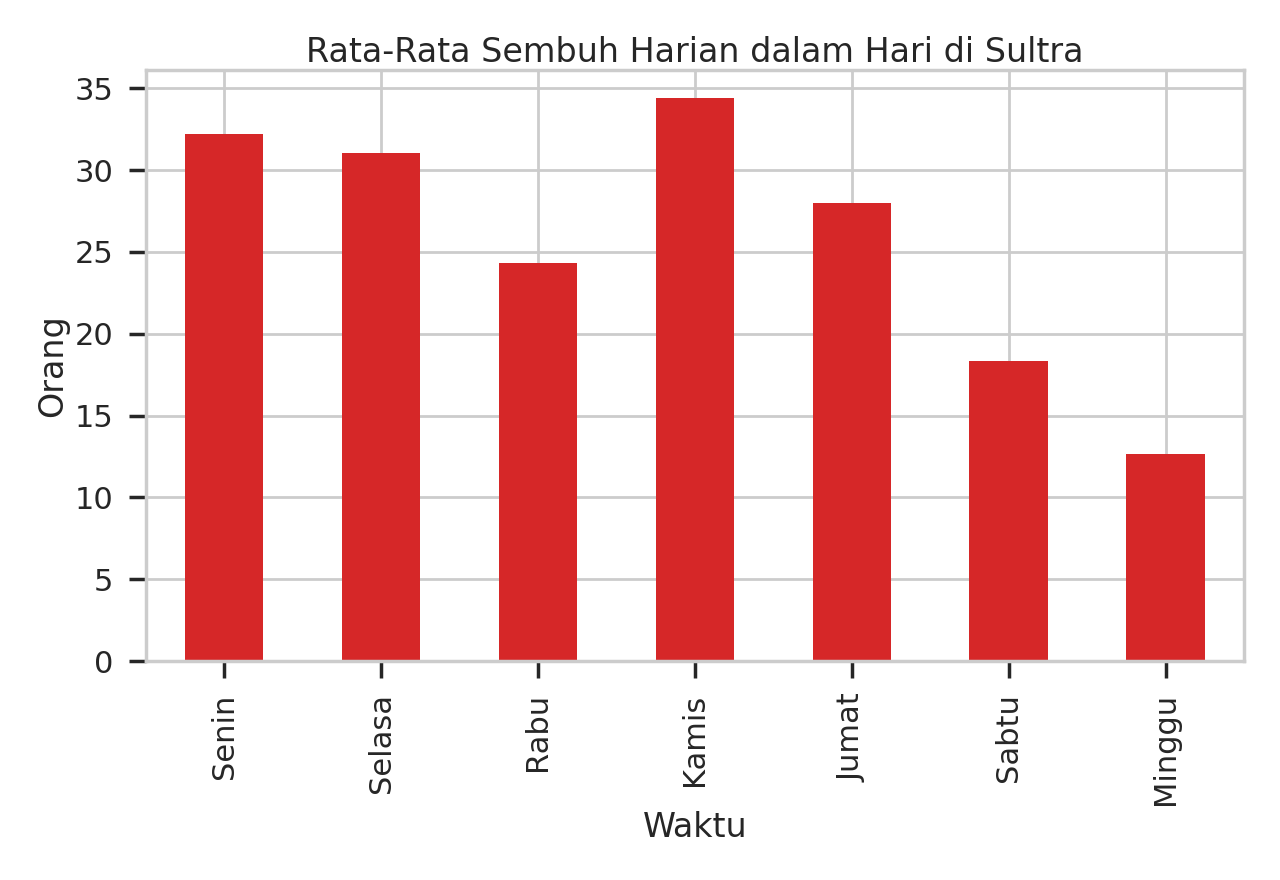 Rata-Rata Sembuh Harian dalam Hari di Sultra
Orang
35
30
25
20
15
10
5
0
Senin
Selasa
Rabu
Kamis
Jumat
Sabtu
Minggu
Waktu